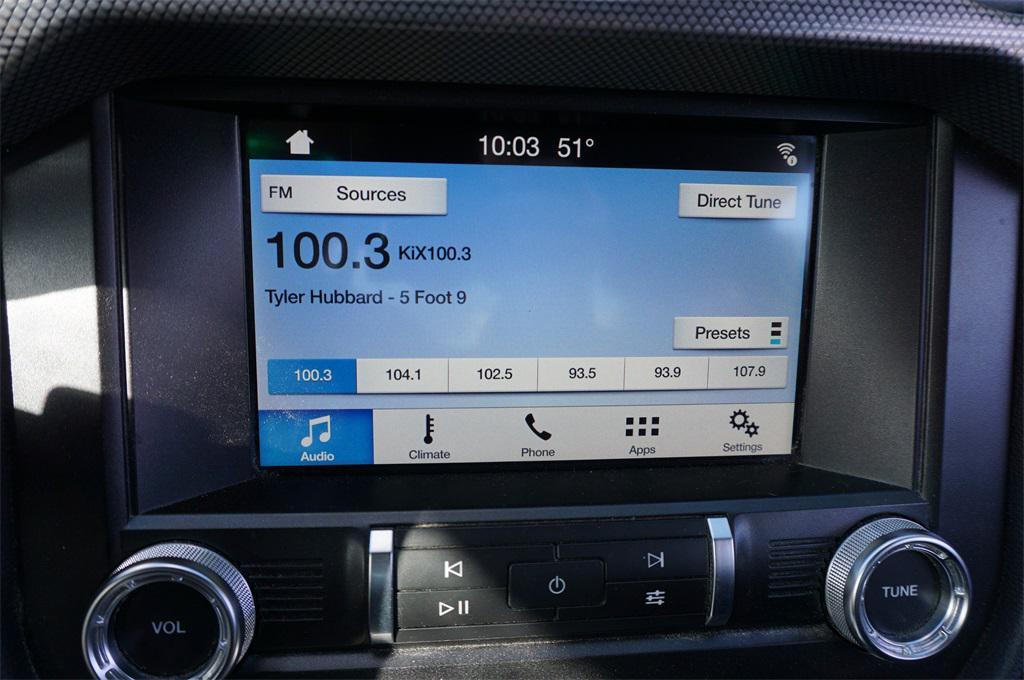 10:03 51°
FM Sources
Direct Tune
100.3 KiX100.3
Tyler Hubbard - 5 Foot 9
Presets
100.3 104.1 102.5 93.5 93.9 107.9
Audio Climate Phone Apps Settings
VOL
TUNE